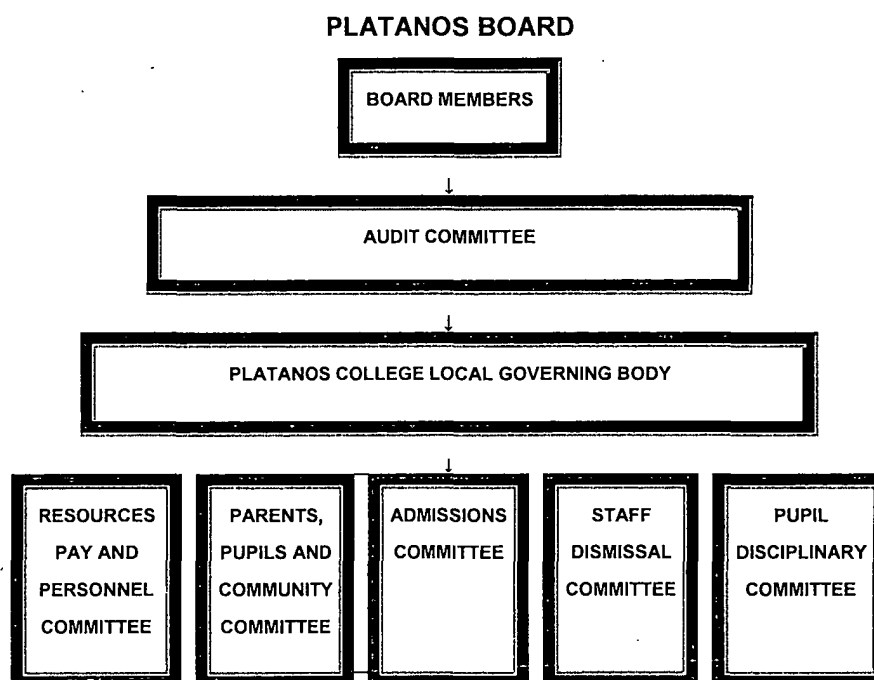 PLATANOS BOARD
BOARD MEMBERS
↓
AUDIT COMMITTEE
↓
PLATANOS COLLEGE LOCAL GOVERNING BODY
↓
RESOURCES
PAY AND
PERSONNEL
COMMITTEE
PARENTS,
PUPILS AND
COMMUNITY
COMMITTEE
ADMISSIONS
COMMITTEE
STAFF
DISMISSAL
COMMITTEE
PUPIL
DISCIPLINARY
COMMITTEE